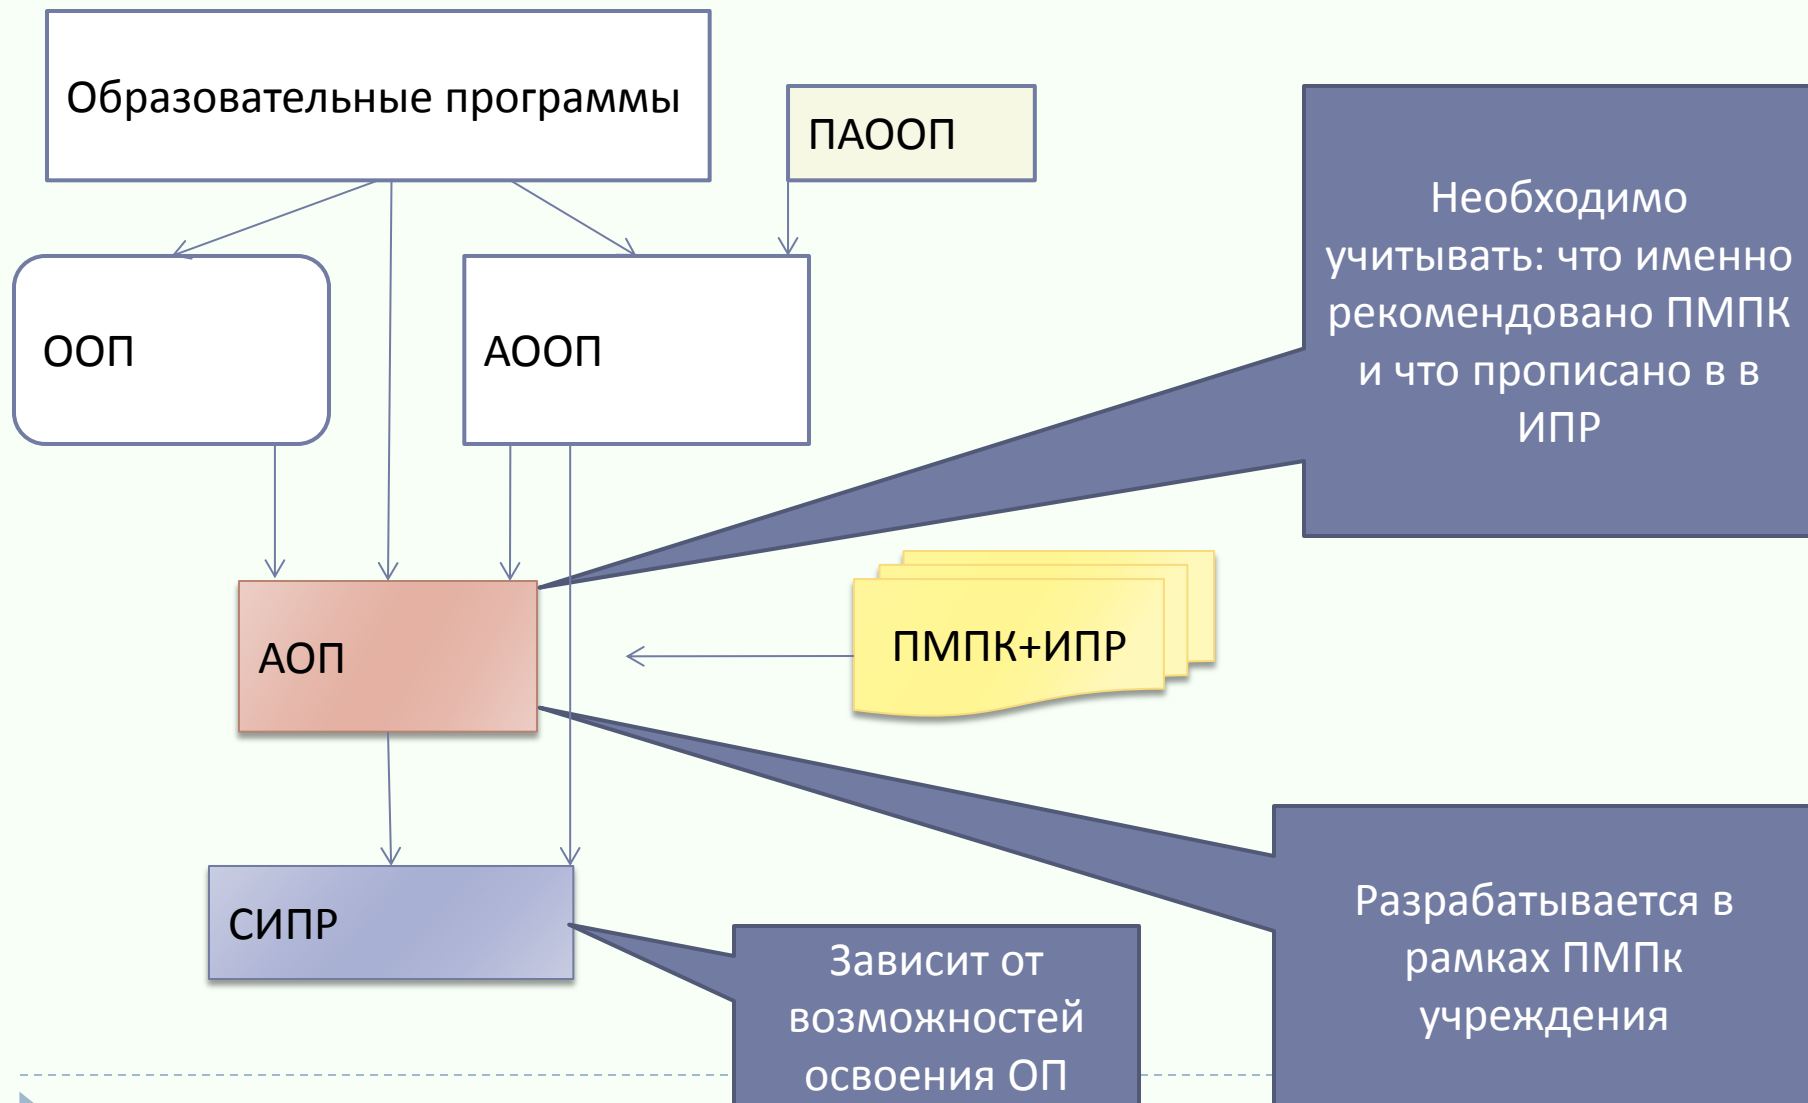 Образовательные программы
ПАООП
ООП
АООП
Необходимо
учитывать: что именно
рекомендовано ПМПК
и что прописано в в
ИПР
АОП
ПМПК+ИПР
СИПР
Зависит от
возможностей
освоения ОП
Разрабатывается в
рамках ПМПк
учреждения